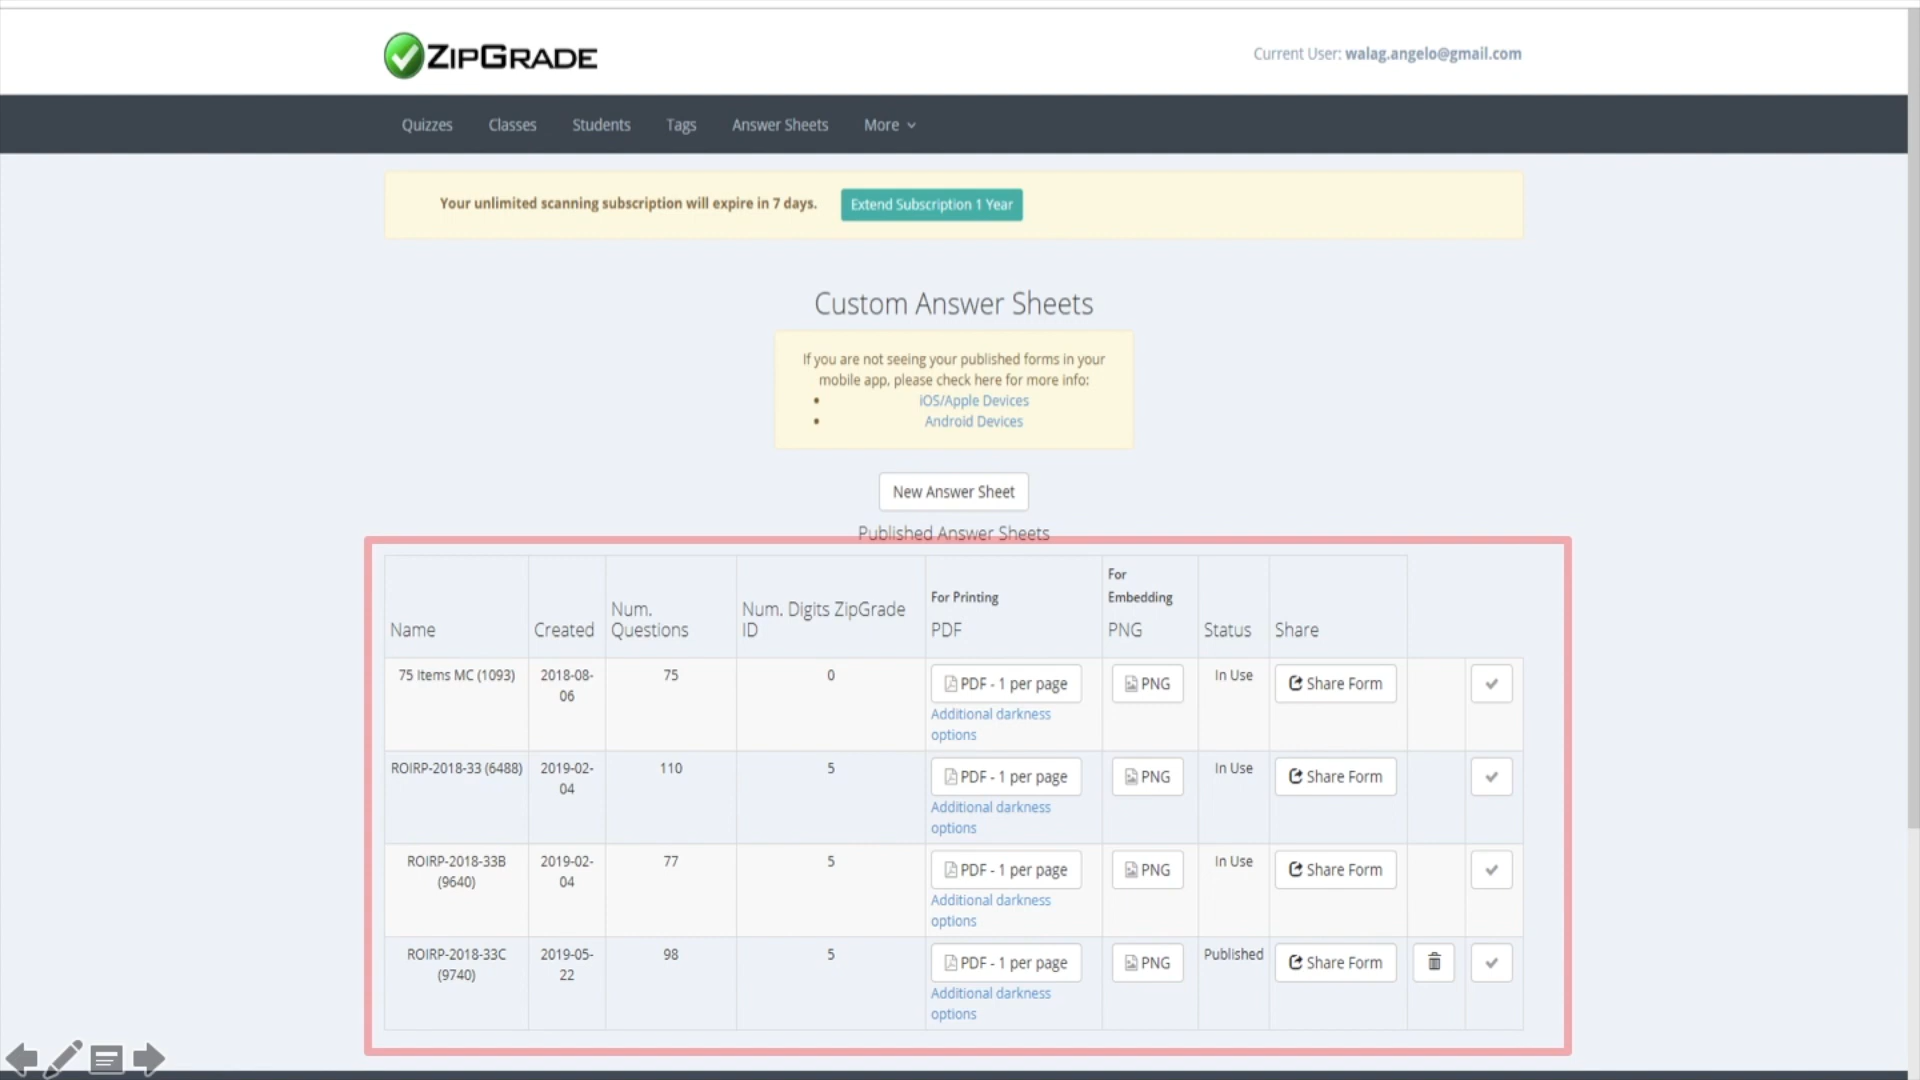 ZIPGRADE
Current User: walag.angelo@gmail.com
Quizzes Classes Students Tags Answer Sheets More
Your unlimited scanning subscription will expire in 7 days. Extend Subscription 1 Year
Custom Answer Sheets
If you are not seeing your published forms in your
mobile app, please check here for more info:
iOS/Apple Devices
Android Devices
New Answer Sheet
Published Answer Sheets
Name
Created
Num.
Questions
Num. Digits ZipGrade
ID
For Printing
PDF
For
Embedding
PNG
Status
Share
75 Items MC (1093)
2018-08-
06
75
0
PDF - 1 per page
Additional darkness
options
PNG
In Use
Share Form
ROIRP-2018-33 (6488)
2019-02-
04
110
5
PDF - 1 per page
Additional darkness
options
PNG
In Use
Share Form
ROIRP-2018-33B
(9640)
2019-02-
04
77
5
PDF - 1 per page
Additional darkness
options
PNG
In Use
Share Form
ROIRP-2018-33C
(9740)
2019-05-
22
98
5
PDF - 1 per page
Additional darkness
options
PNG
Published
Share Form